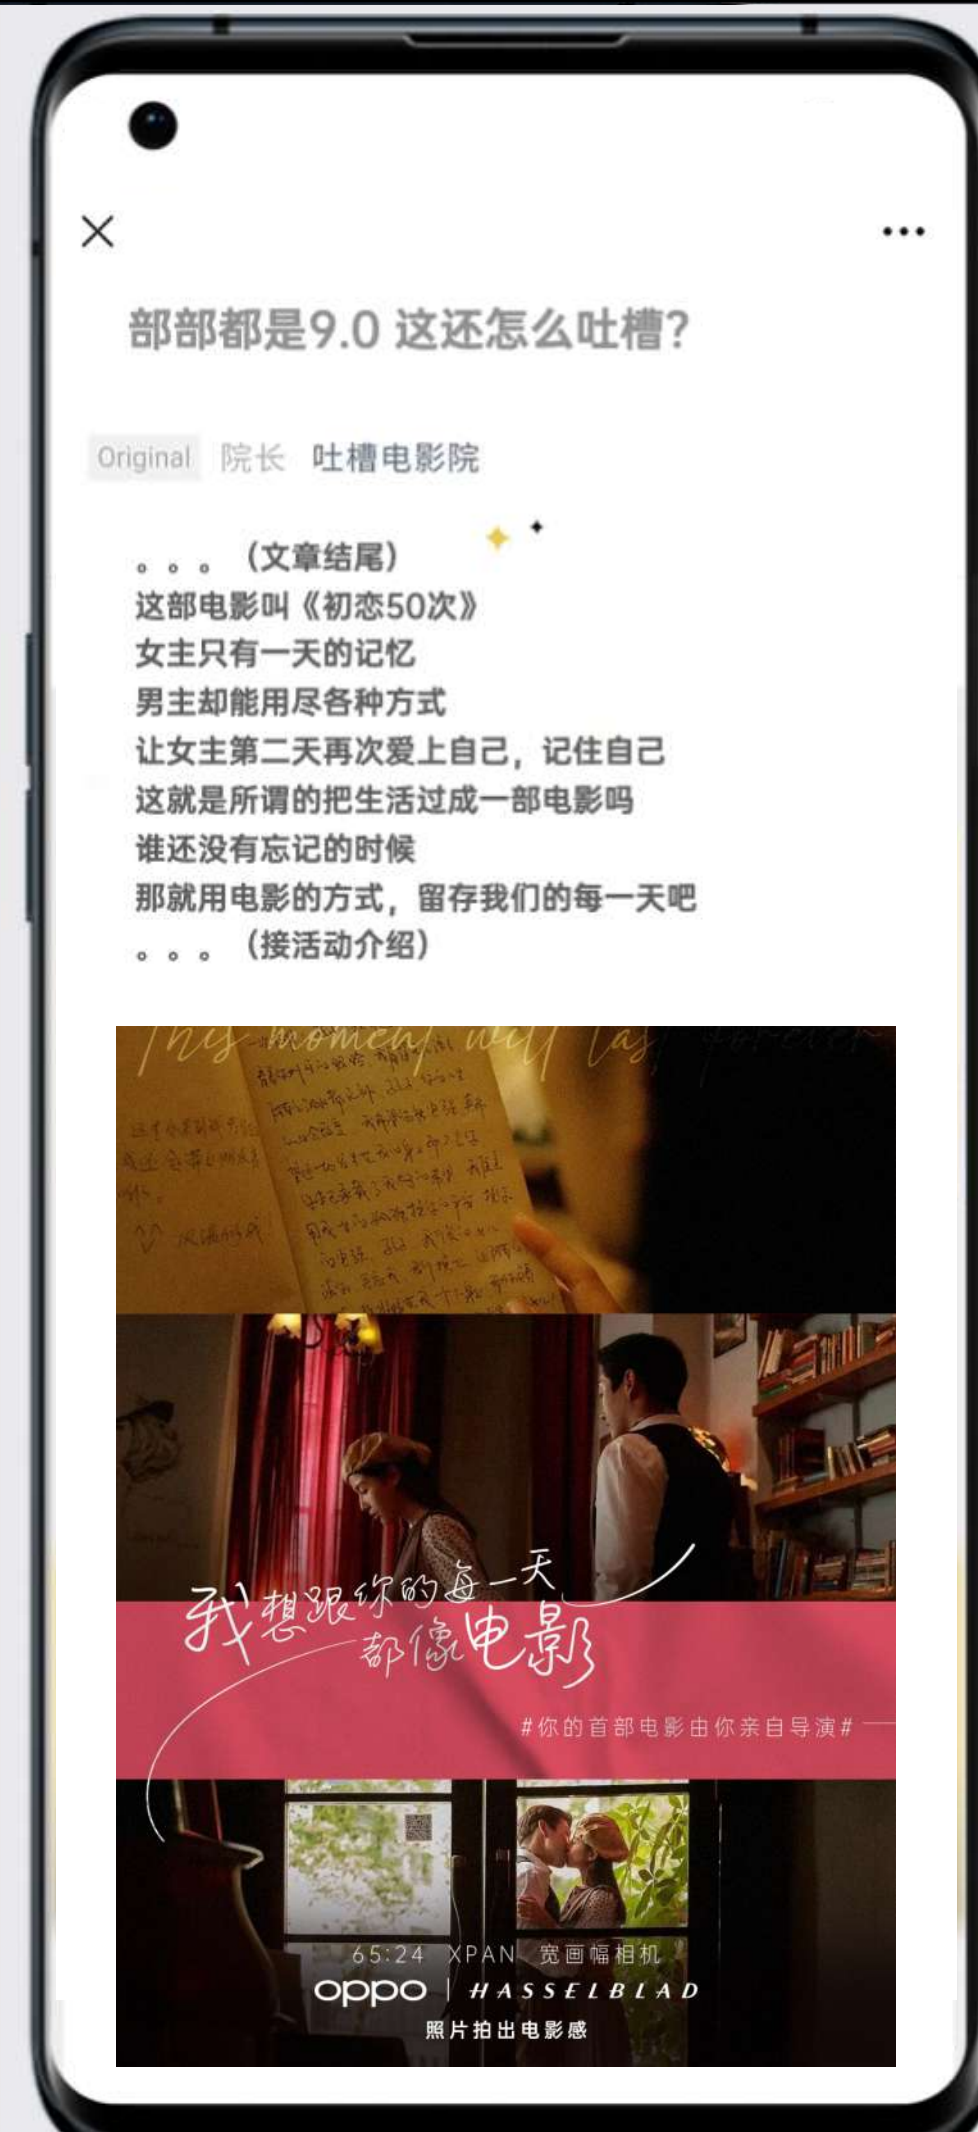 部部都是9.0 这还怎么吐槽？
Original 院长 吐槽电影院
。。。（文章结尾）
这部电影叫《初恋50次》
女主只有一天的记忆
男主却能用尽各种方式
让女主第二天再次爱上自己，记住自己
这就是所谓的把生活过成一部电影吗
谁还没有忘记的时候
那就用电影的方式，留存我们的每一天吧
。。。（接活动介绍）
This moment will last forever
我想跟你的每一天
都像电影
#你的首部电影由你亲自导演#
65:24 XPAN 宽画幅相机
oppo | HASSELBLAD
照片拍出电影感